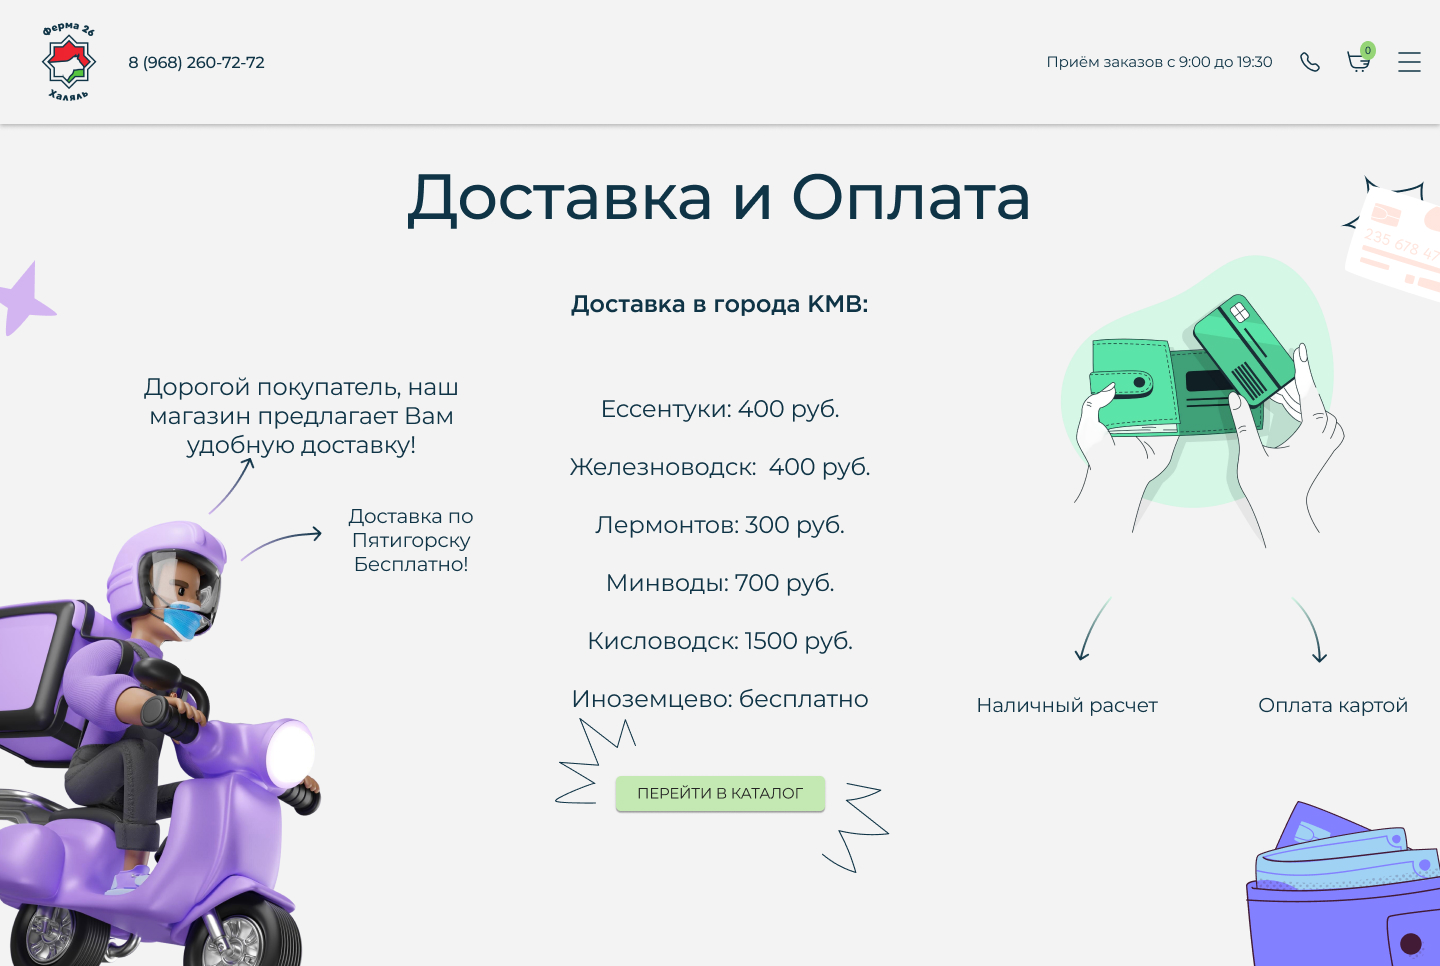 Ферма 26
Халяль
8 (968) 260-72-72
Приём заказов с 9:00 до 19:30
0
Доставка и Оплата
235 678 47
Доставка в города КМВ:
Дорогой покупатель, наш
магазин предлагает Вам
удобную доставку!
Доставка по
Пятигорску
Бесплатно!
Ессентуки: 400 руб.
Железноводск:  400 руб.
Лермонтов: 300 руб.
Минводы: 700 руб.
Кисловодск: 1500 руб.
Иноземцево: бесплатно
Наличный расчет
Оплата картой
ПЕРЕЙТИ В КАТАЛОГ